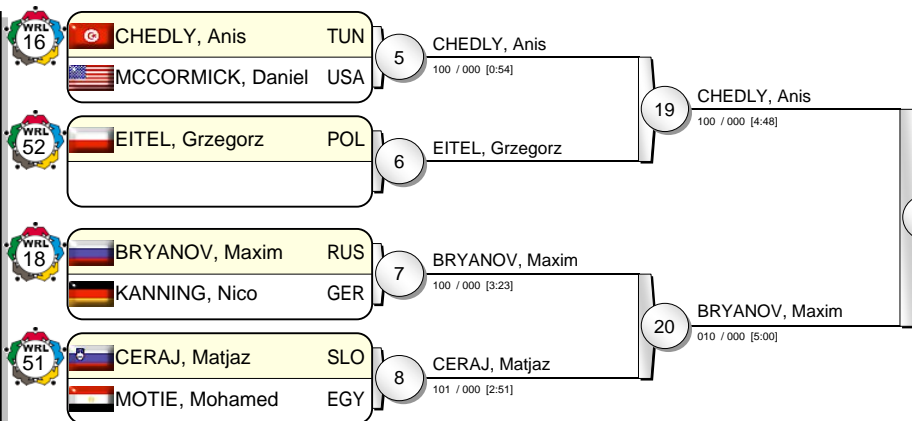 WRL
16
CHEDLY, Anis TUN
MCCORMICK, Daniel USA
5
CHEDLY, Anis
100 / 000 [0:54]
WRL
52
EITEL, Grzegorz POL
6
EITEL, Grzegorz
19
CHEDLY, Anis
100 / 000 [4:48]
WRL
18
BRYANOV, Maxim RUS
KANNING, Nico GER
7
BRYANOV, Maxim
100 / 000 [3:23]
WRL
51
CERAJ, Matjaz SLO
MOTIE, Mohamed EGY
8
CERAJ, Matjaz
101 / 000 [2:51]
20
BRYANOV, Maxim
010 / 000 [5:00]